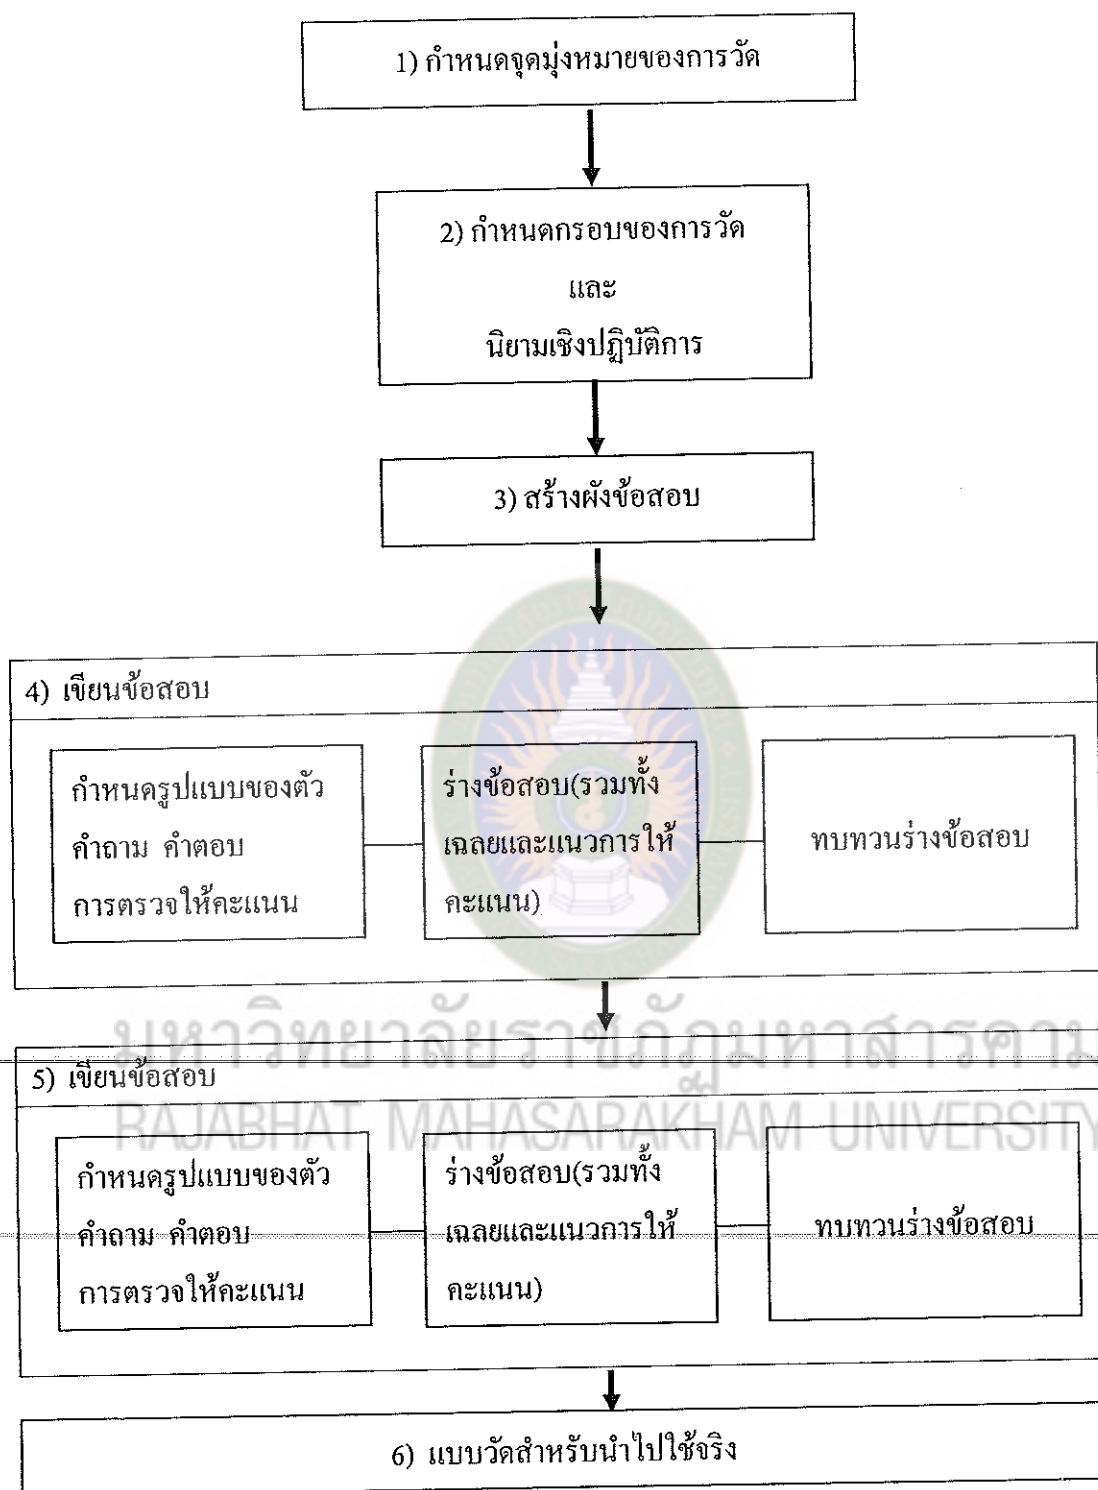 1) กำหนดจุดมุ่งหมายของการวัด
2) กำหนดกรอบของการวัด
และ
นิยามเชิงปฏิบัติการ
3) สร้างผังข้อสอบ
4) เขียนข้อสอบ
กำหนดรูปแบบของตัว
คำถาม คำตอบ
การตรวจให้คะแนน
ร่างข้อสอบ(รวมทั้ง
เฉลยและแนวการให้
คะแนน)
ทบทวนร่างข้อสอบ
มหาวิทยาลัยราชภัฏมหาสารคาม
RAJABHAT MAHASARAKHAM UNIVERSITY
5) เขียนข้อสอบ
กำหนดรูปแบบของตัว
คำถาม คำตอบ
การตรวจให้คะแนน
ร่างข้อสอบ(รวมทั้ง
เฉลยและแนวการให้
คะแนน)
ทบทวนร่างข้อสอบ
6) แบบวัดสำหรับนำไปใช้จริง